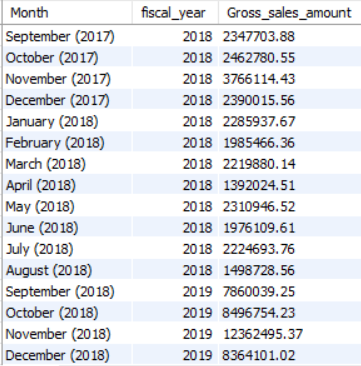 Month fiscal_year Gross_sales_amount
September (2017) 2018 2347703.88
October (2017) 2018 2462780.55
November (2017) 2018 3766114.43
December (2017) 2018 2390015.56
January (2018) 2018 2285937.67
February (2018) 2018 1985466.36
March (2018) 2018 2219880.14
April (2018) 2018 1392024.51
May (2018) 2018 2310946.52
June (2018) 2018 1976109.61
July (2018) 2018 2224693.76
August (2018) 2018 1498728.56
September (2018) 2019 7860039.25
October (2018) 2019 8496754.23
November (2018) 2019 12362495.37
December (2018) 2019 8364101.02